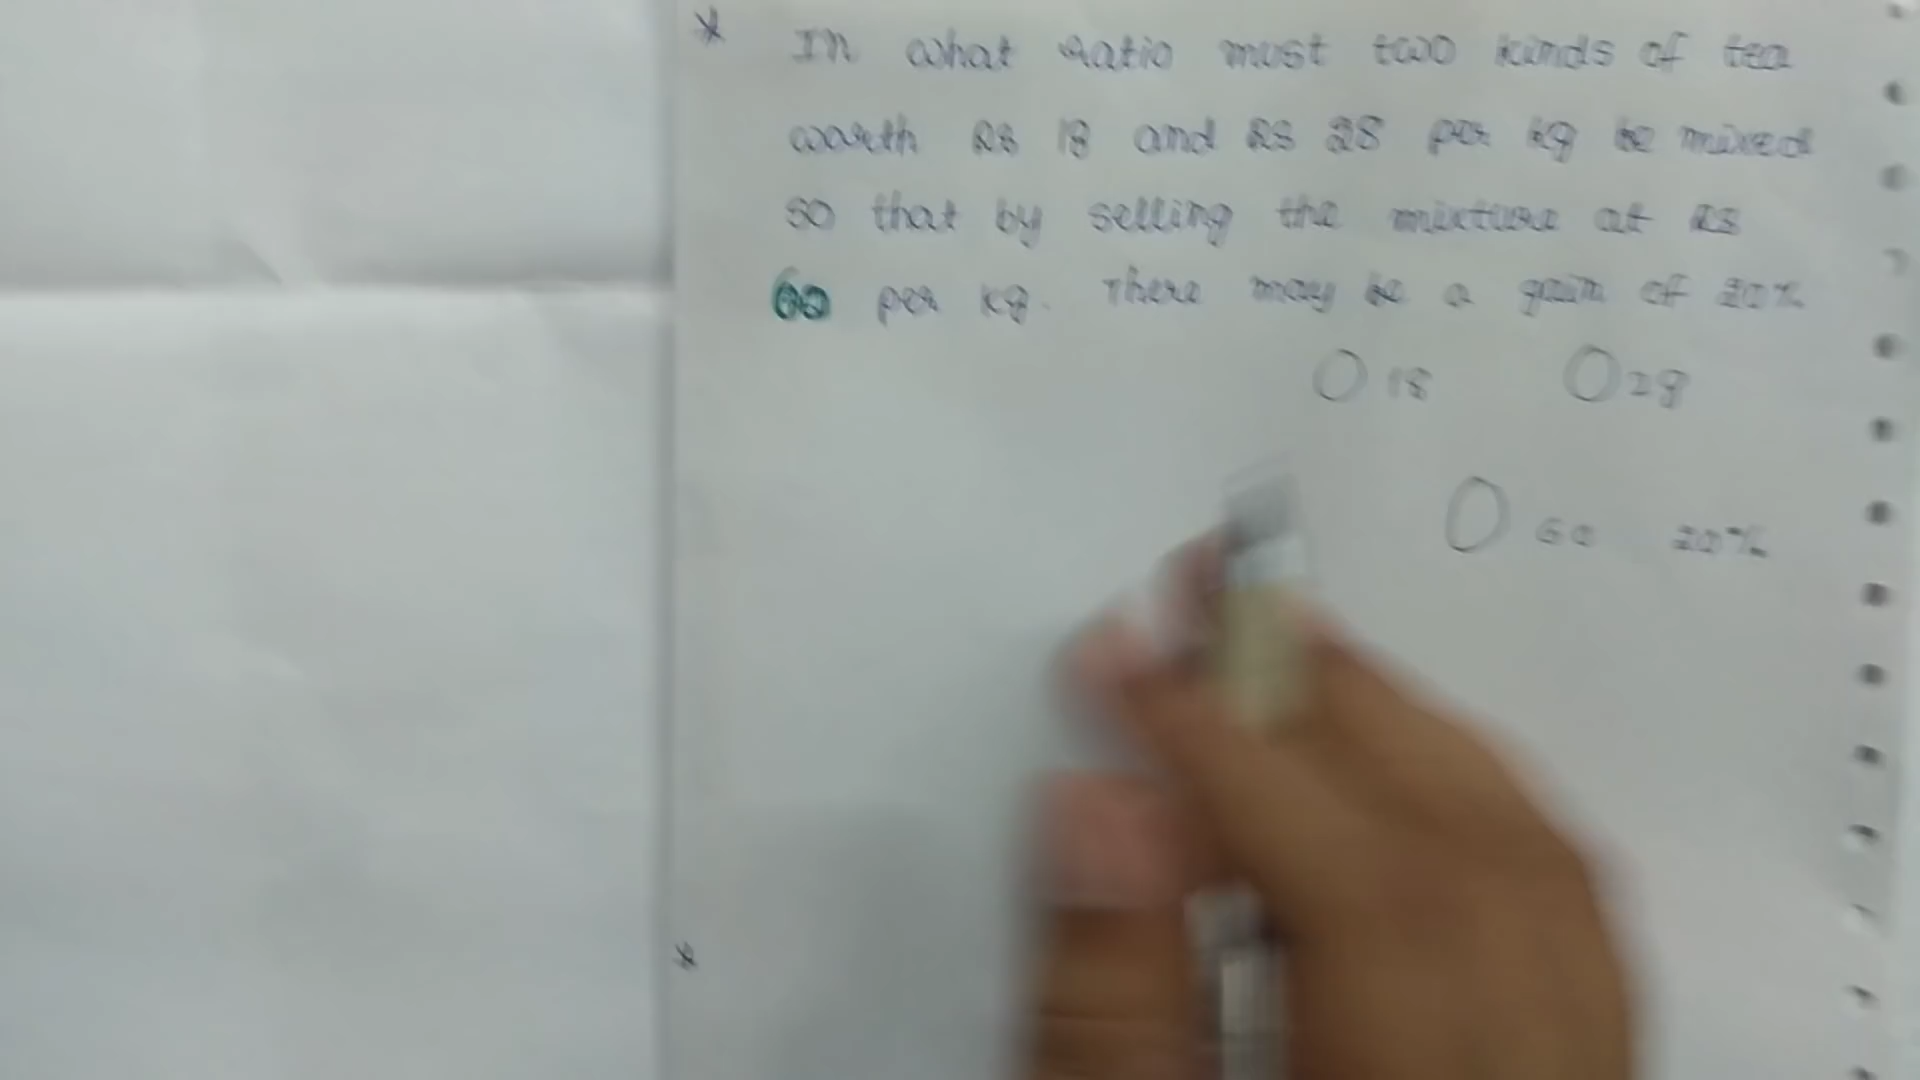 * In what ratio must two kinds of tea
worth Rs 18 and Rs 28 per kg be mixed
so that by selling the mixture at Rs
60 per kg. There may be a gain of 20%
18 28
60 20%
*